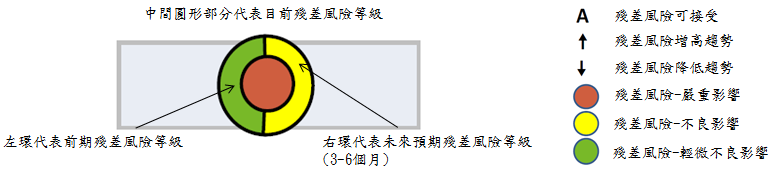 中間圓形部分代表目前殘差風險等級
左環代表前期殘差風險等級
右環代表未來預期殘差風險等級
(3-6個月)
A 殘差風險可接受
↑ 殘差風險增高趨勢
↓ 殘差風險降低趨勢
殘差風險-嚴重影響
殘差風險-不良影響
殘差風險-輕微不良影響